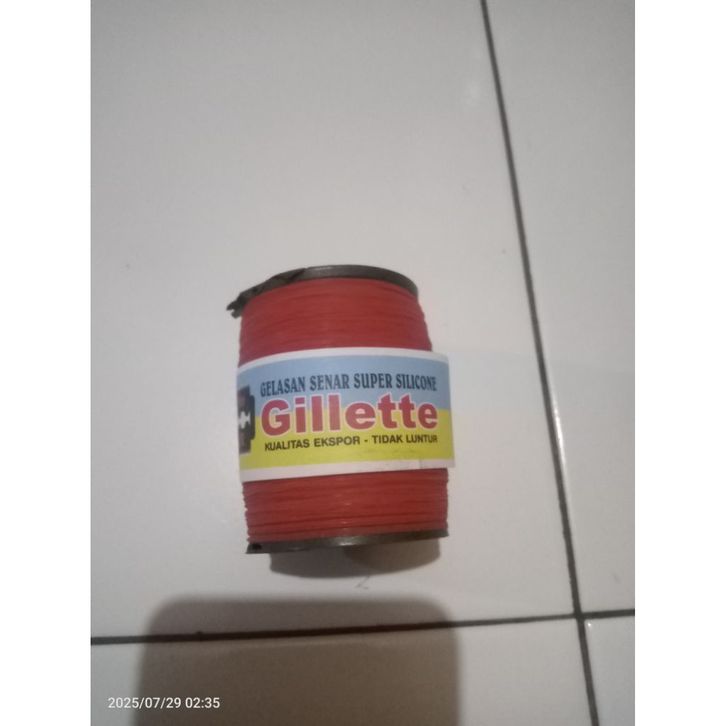 GELASAN SENAR SUPER SILICONE
Gillette
KUALITAS EKSPOR - TIDAK LUNTUR
2025/07/29 02:35